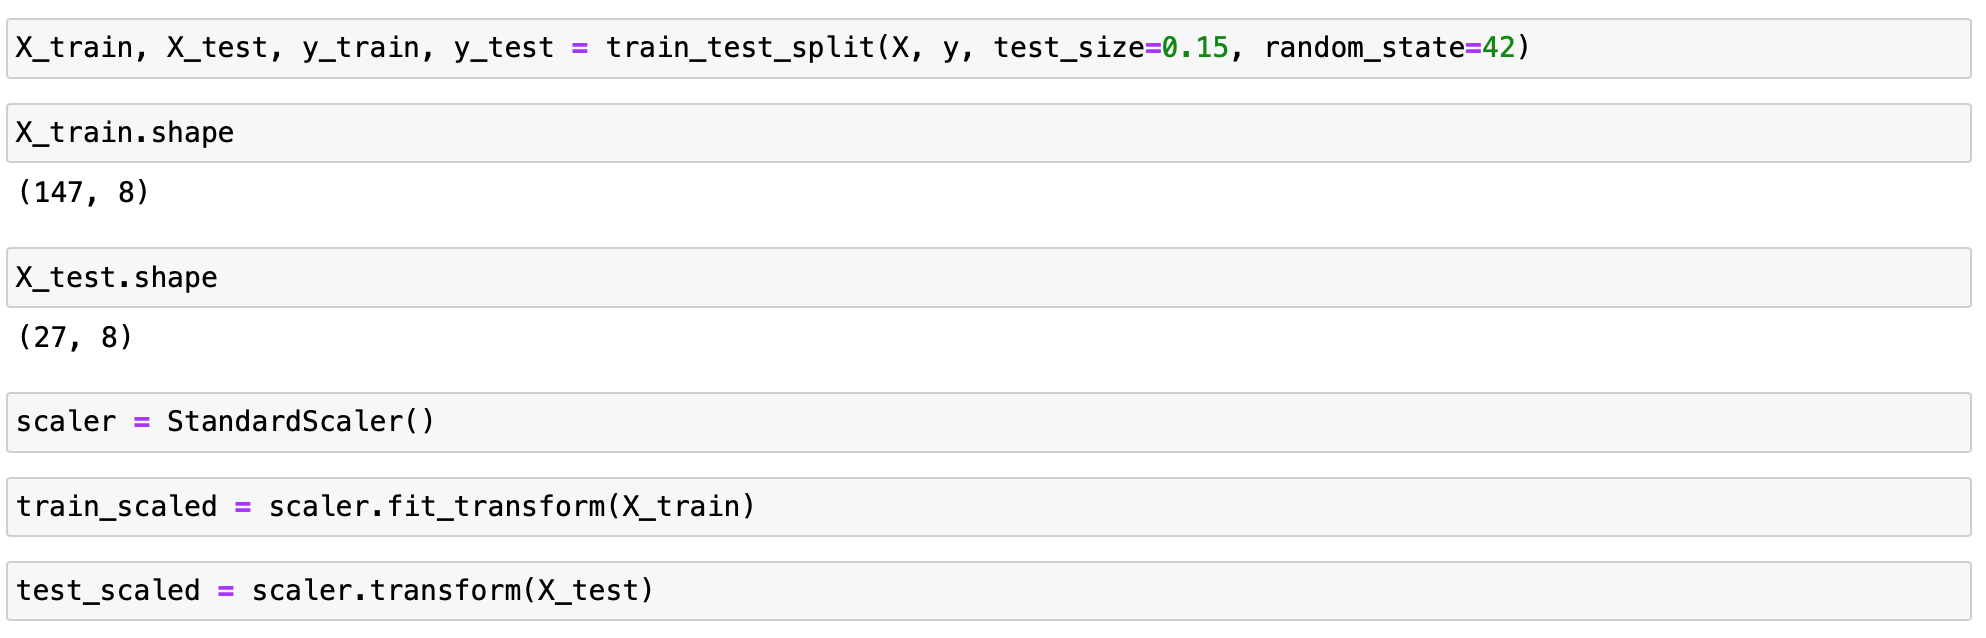 X_train, X_test, y_train, y_test = train_test_split(X, y, test_size=0.15, random_state=42)
X_train.shape
(147, 8)
X_test.shape
(27, 8)
scaler = StandardScaler()
train_scaled = scaler.fit_transform(X_train)
test_scaled = scaler.transform(X_test)